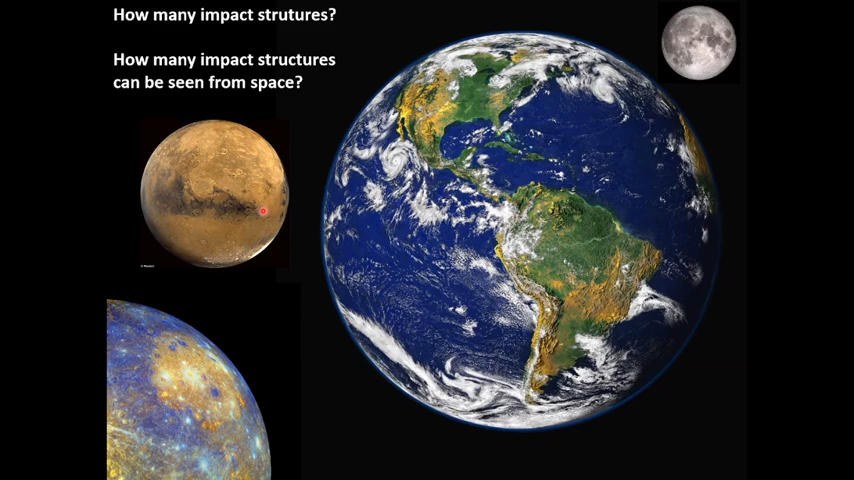 How many impact strutures?
How many impact structures
can be seen from space?